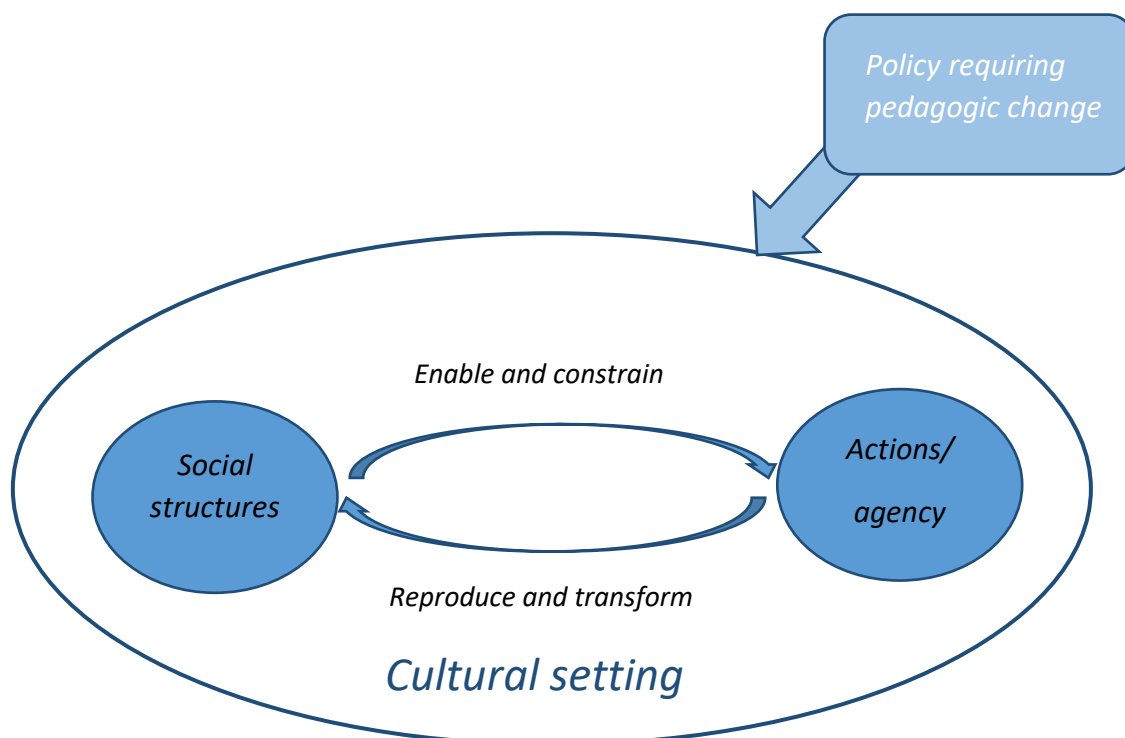 Policy requiring
pedagogic change
Enable and constrain
Social
structures
Actions/
agency
Reproduce and transform
Cultural setting